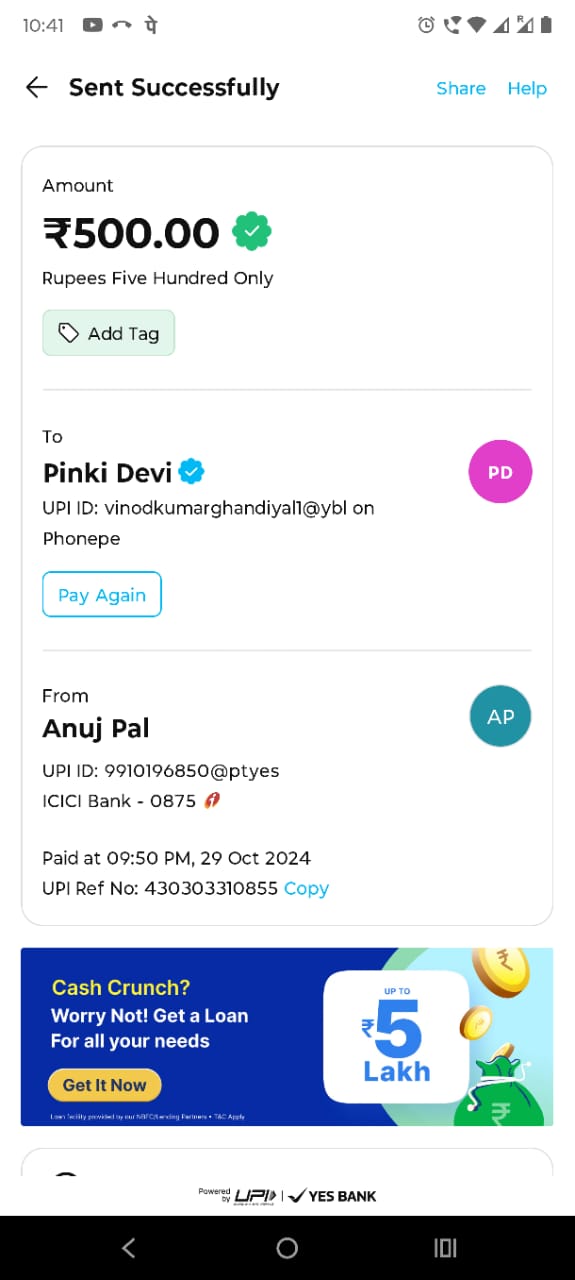 10:41
Sent Successfully Share Help
Amount
₹500.00
Rupees Five Hundred Only
Add Tag
To
Pinki Devi
PD
UPI ID: vinodkumarghandiyal1@ybl on
Phonepe
Pay Again
From
Anuj Pal
AP
UPI ID: 9910196850@ptyes
ICICI Bank - 0875
Paid at 09:50 PM, 29 Oct 2024
UPI Ref No: 430303310855 Copy
Cash Crunch?
Worry Not! Get a Loan
For all your needs
Get It Now
Loan facility provided by our NBFC/Lending Partners • T&C Apply
UP TO
₹5
Lakh
Powered by UPI | YES BANK